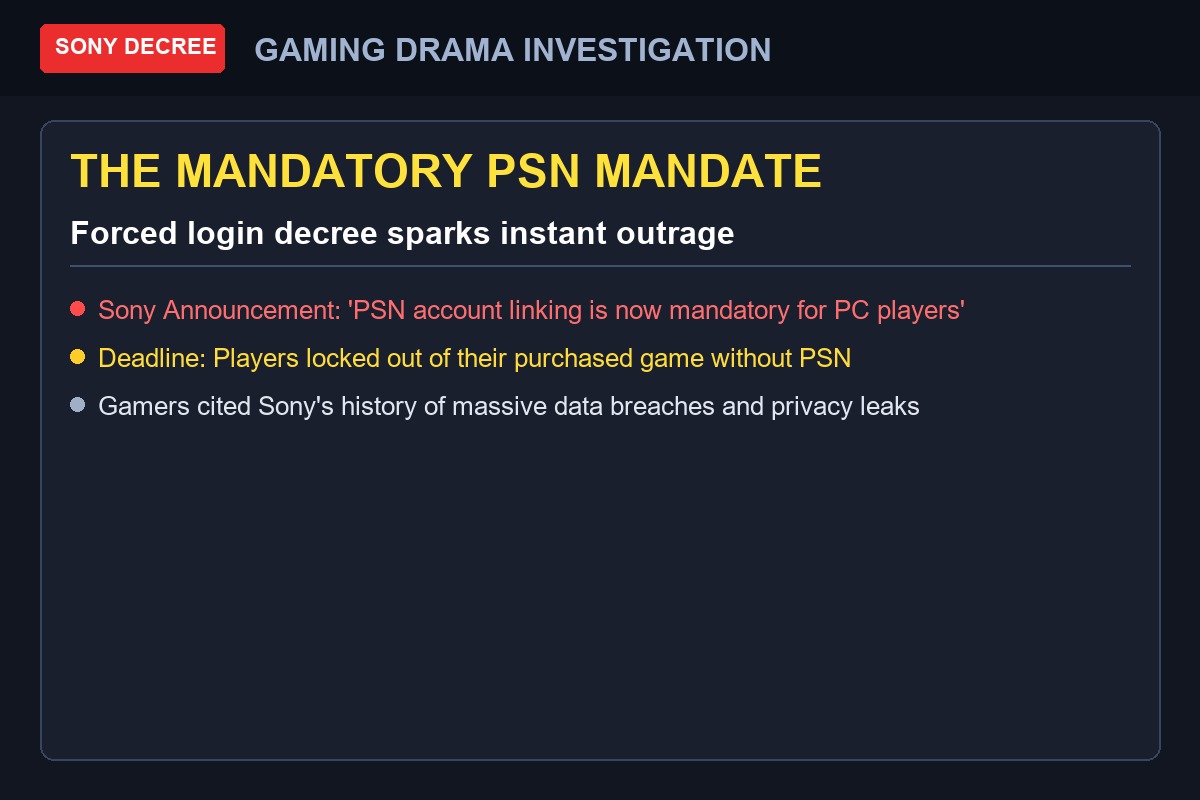 SONY DECREE
GAMING DRAMA INVESTIGATION
THE MANDATORY PSN MANDATE
Forced login decree sparks instant outrage
Sony Announcement: 'PSN account linking is now mandatory for PC players'
Deadline: Players locked out of their purchased game without PSN
Gamers cited Sony's history of massive data breaches and privacy leaks